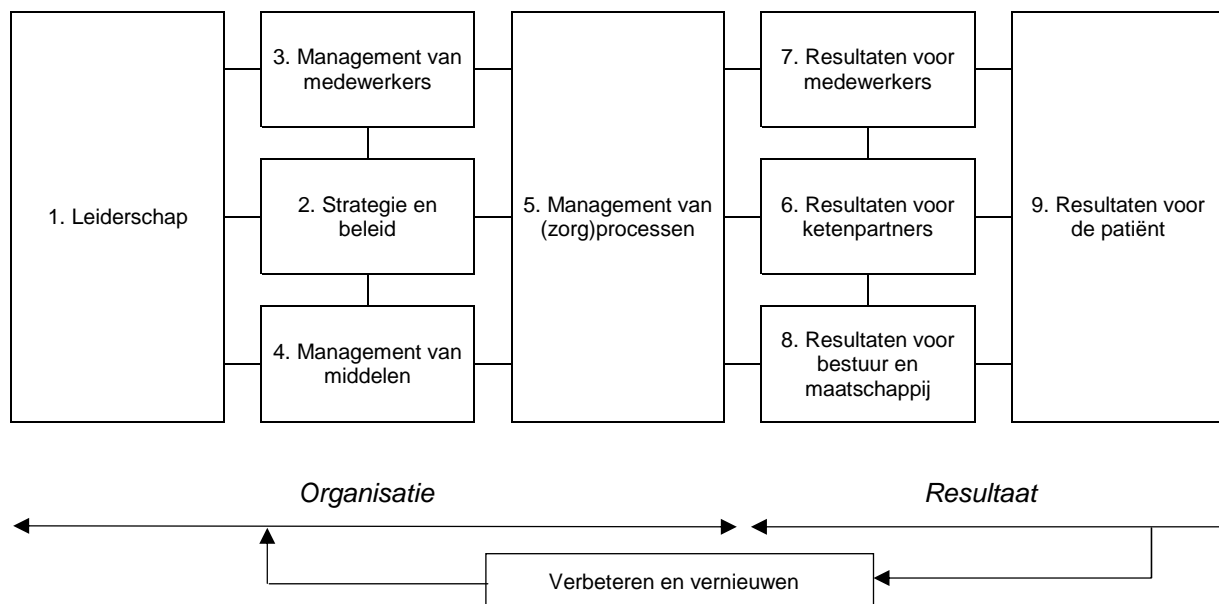 1. Leiderschap
3. Management van
medewerkers
2. Strategie en
beleid
4. Management van
middelen
5. Management van
(zorg)processen
7. Resultaten voor
medewerkers
6. Resultaten voor
ketenpartners
8. Resultaten voor
bestuur en
maatschappij
9. Resultaten voor
de patiënt
Organisatie
Resultaat
Verbeteren en vernieuwen